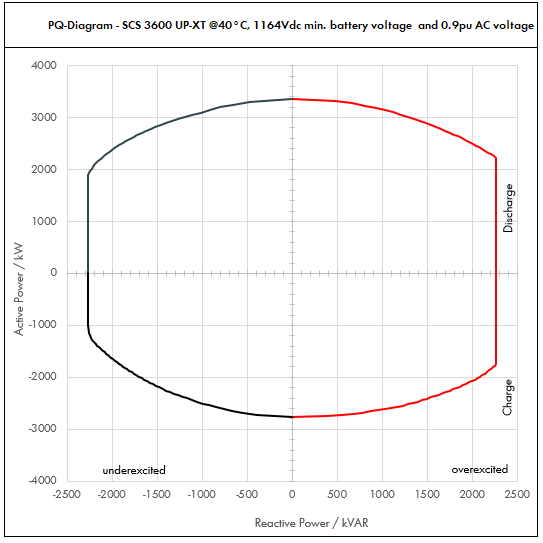 PQ-Diagram - SCS 3600 UP-XT @40°C, 1164Vdc min. battery voltage  and 0.9pu AC voltage
4000
3000
2000
1000
0
-1000
-2000
-3000
-4000
Active Power / kW
Discharge
Charge
underexcited
overexcited
-2500 -2000 -1500 -1000 -500 0 500 1000 1500 2000 2500
Reactive Power / kVAR